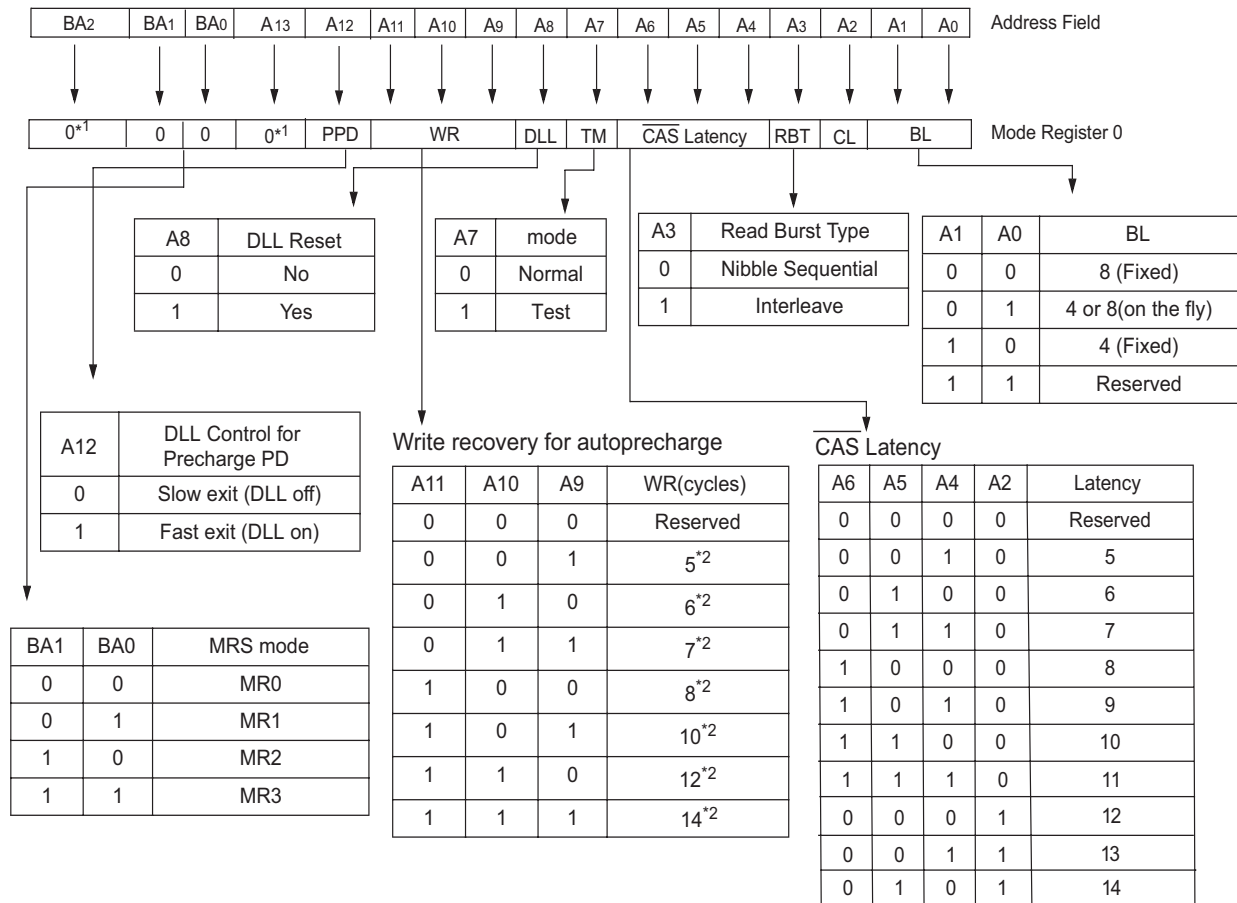 BA2 BA1 BA0 A13 A12 A11 A10 A9 A8 A7 A6 A5 A4 A3 A2 A1 A0 Address Field
0*1 0 0 0*1 PPD WR DLL TM CAS Latency RBT CL BL Mode Register 0
A8 DLL Reset
0 No
1 Yes
A7 mode
0 Normal
1 Test
A3 Read Burst Type
0 Nibble Sequential
1 Interleave
A1 A0 BL
0 0 8 (Fixed)
0 1 4 or 8(on the fly)
1 0 4 (Fixed)
1 1 Reserved
A12 DLL Control for
Precharge PD
0 Slow exit (DLL off)
1 Fast exit (DLL on)
BA1 BA0 MRS mode
0 0 MR0
0 1 MR1
1 0 MR2
1 1 MR3
Write recovery for autoprecharge
A11 A10 A9 WR(cycles)
0 0 0 Reserved
0 0 1 5*2
0 1 0 6*2
0 1 1 7*2
1 0 0 8*2
1 0 1 10*2
1 1 0 12*2
1 1 1 14*2
CAS Latency
A6 A5 A4 A2 Latency
0 0 0 0 Reserved
0 0 1 0 5
0 1 0 0 6
0 1 1 0 7
1 0 0 0 8
1 0 1 0 9
1 1 0 0 10
1 1 1 0 11
0 0 0 1 12
0 0 1 1 13
0 1 0 1 14